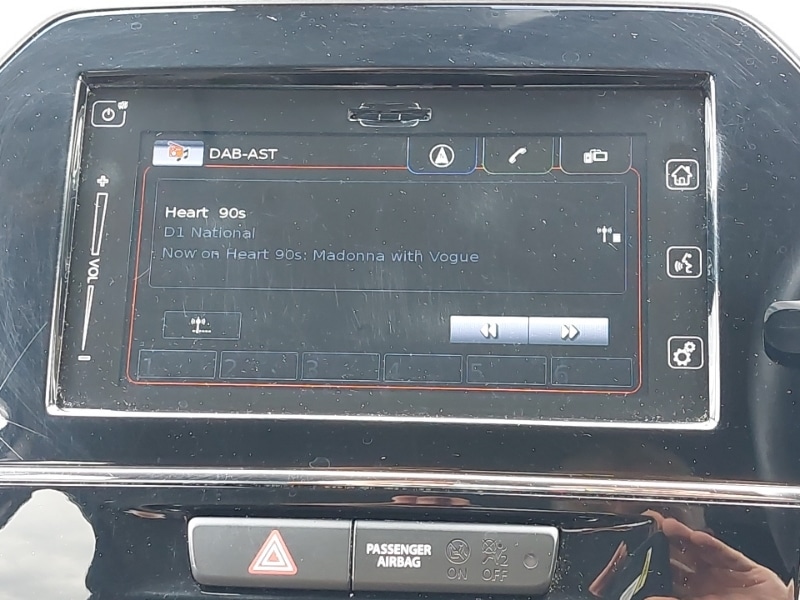 DAB-AST
Heart 90s
D1 National
Now on Heart 90s: Madonna with Vogue
+
VOL
-
1 2 3 4 5 6
PASSENGER
AIRBAG
ON OFF